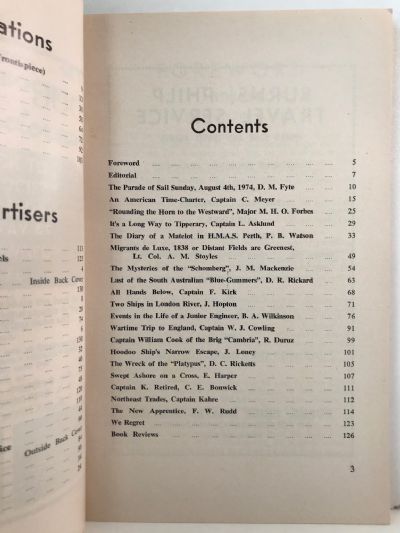 ations
rontispiece)
5
rtisers
111
els
123
Inside Back Cover
ice
Outside Back Cover
Contents
Foreword 5
Editorial 7
The Parade of Sail Sunday, August 4th, 1974, D. M. Fyte 10
An American Time-Charter, Captain C. Meyer 15
"Rounding the Horn to the Westward", Major M. H. O. Forbes 25
It's a Long Way to Tipperary, Captain L. Asklund 29
The Diary of a Matelot in H.M.A.S. Perth, P. B. Watson 33
Migrants de Luxe, 1838 or Distant Fields are Greenest,
Lt. Col. A. M. Stoyles 49
The Mysteries of the "Schomberg", J. M. Mackenzie 54
Last of the South Australian "Blue-Gummers", D. R. Rickard 63
All Hands Below, Captain F. Kirk 68
Two Ships in London River, J. Hopton 71
Events in the Life of a Junior Engineer, B. A. Wilkinson 76
Wartime Trip to England, Captain W. J. Cowling 91
Captain William Cook of the Brig "Cambria", R. Duruz 99
Hoodoo Ship's Narrow Escape, J. Loney 101
The Wreck of the "Platypus", D. C. Ricketts 105
Swept Ashore on a Cross, E. Harper 107
Captain K. Retired, C. E. Bonwick 111
Northeast Trades, Captain Kahre 112
The New Apprentice, F. W. Rudd 114
We Regret 123
Book Reviews 126
3